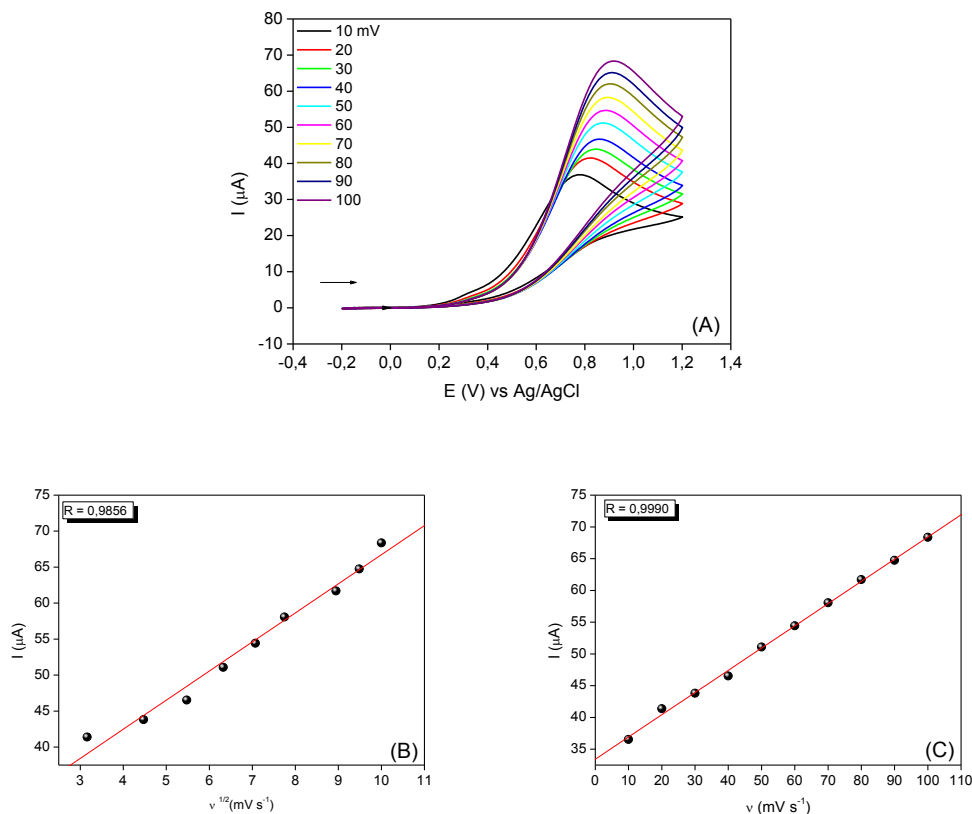 80
70
60
50
40
30
20
10
0
-10
I (μA)
10 mV
20
30
40
50
60
70
80
90
100
(A)
-0,4 -0,2 0,0 0,2 0,4 0,6 0,8 1,0 1,2 1,4
E (V) vs Ag/AgCl
75
70
65
60
55
50
45
40
I (μA)
R = 0,9856
(B)
3 4 5 6 7 8 9 10 11
ν 1/2(mV s-1)
75
70
65
60
55
50
45
40
35
I (μA)
R = 0,9990
(C)
0 10 20 30 40 50 60 70 80 90 100 110
ν (mV s-1)